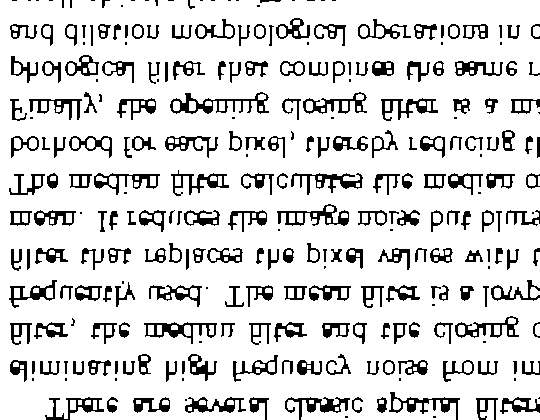 There are several classic spatial filters
eliminating high frequency noise from im
filter, the median filter and the closing o
frequently used. The mean filter is a lowp
filter that replaces the pixel values with t
mean. It reduces the image noise but blurs
The median filter calculates the median o
borhood for each pixel, thereby reducing th
Finally, the opening closing filter is a ma
phological filter that combines the same r
and dilation morphological operations in o